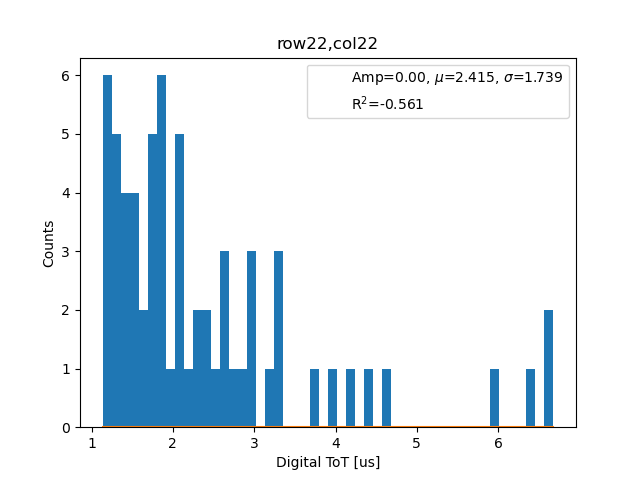 row22,col22
Amp=0.00, μ=2.415, σ=1.739
R²=-0.561
Counts
6
5
4
3
2
1
0
1 2 3 4 5 6
Digital ToT [us]